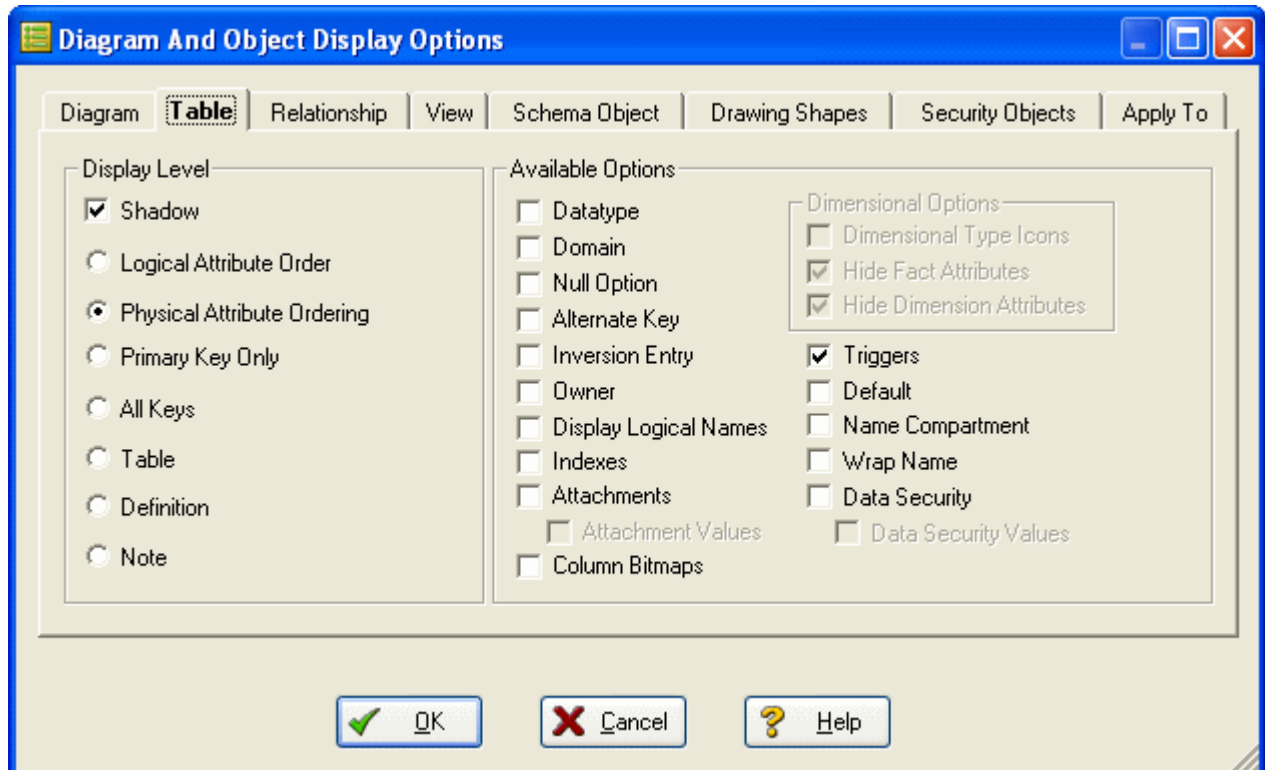 Diagram And Object Display Options
Diagram Table Relationship View Schema Object Drawing Shapes Security Objects Apply To
Display Level
Shadow
Logical Attribute Order
Physical Attribute Ordering
Primary Key Only
All Keys
Table
Definition
Note
Available Options
Datatype
Domain
Null Option
Alternate Key
Inversion Entry
Owner
Display Logical Names
Indexes
Attachments
Attachment Values
Column Bitmaps
Dimensional Options
Dimensional Type Icons
Hide Fact Attributes
Hide Dimension Attributes
Triggers
Default
Name Compartment
Wrap Name
Data Security
Data Security Values
OK Cancel Help